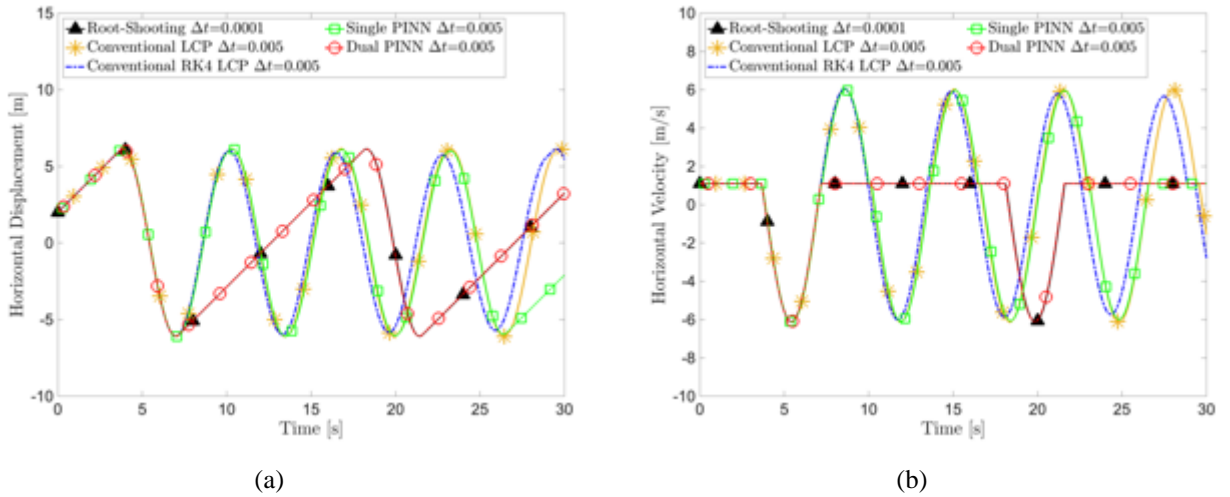 Root-Shooting Δt=0.0001
Single PINN Δt=0.005
Conventional LCP Δt=0.005
Dual PINN Δt=0.005
Conventional RK4 LCP Δt=0.005
Horizontal Displacement [m]
15
10
5
0
-5
-10
0 5 10 15 20 25 30
Time [s]
(a)
Root-Shooting Δt=0.0001
Single PINN Δt=0.005
Conventional LCP Δt=0.005
Dual PINN Δt=0.005
Conventional RK4 LCP Δt=0.005
Horizontal Velocity [m/s]
10
8
6
4
2
0
-2
-4
-6
8
-10
0 5 10 15 20 25 30
Time [s]
(b)